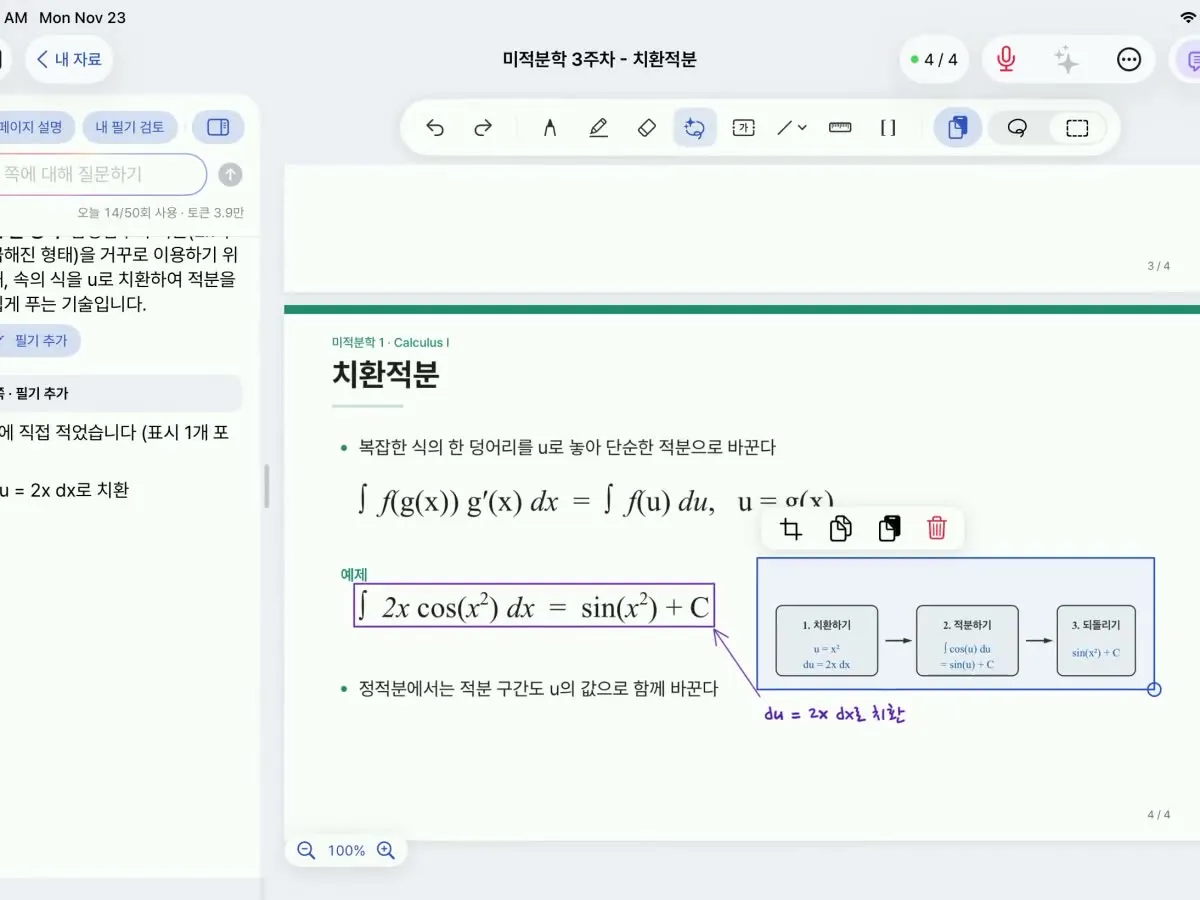 AM Mon Nov 23
내 자료
미적분학 3주차 - 치환적분
4 / 4
페이지 설명
내 필기 검토
가
쪽에 대해 질문하기
오늘 14/50회 사용 · 토큰 3.9만
해진 형태)을 거꾸로 이용하기 위
, 속의 식을 u로 치환하여 적분을
게 푸는 기술입니다.
필기 추가
· 필기 추가
에 직접 적었습니다 (표시 1개 포
u = 2x dx로 치환
3 / 4
미적분학 1 · Calculus I
치환적분
• 복잡한 식의 한 덩어리를 u로 놓아 단순한 적분으로 바꾼다
∫ f(g(x)) g′(x) dx = ∫ f(u) du, u = g(x)
예제
∫ 2x cos(x²) dx = sin(x²) + C
1. 치환하기
u = x²
du = 2x dx
2. 적분하기
∫ cos(u) du
= sin(u) + C
3. 되돌리기
sin(x²) + C
• 정적분에서는 적분 구간도 u의 값으로 함께 바꾼다
du = 2x dx로 치환
4 / 4
100%